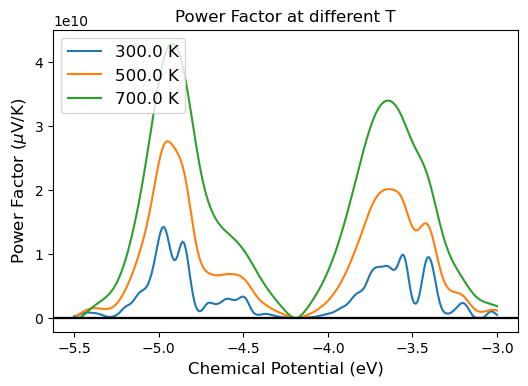 Power Factor at different T
1e10
300.0 K
500.0 K
700.0 K
4
3
2
1
0
Power Factor (μV/K)
−5.5 −5.0 −4.5 −4.0 −3.5 −3.0
Chemical Potential (eV)